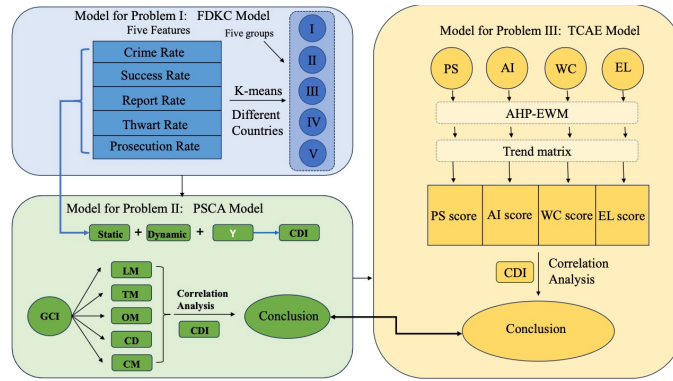 Model for Problem I: FDKC Model
Five Features
Five groups
Crime Rate
Success Rate
Report Rate
Thwart Rate
Prosecution Rate
K-means
Different
Countries
I
II
III
IV
V
Model for Problem II: PSCA Model
Static + Dynamic + Y CDI
GCI
LM
TM
OM
CD
CM
Correlation
Analysis
CDI
Conclusion
Model for Problem III: TCAE Model
PS AI WC EL
AHP-EWM
Trend matrix
PS score AI score WC score EL score
CDI
Correlation
Analysis
Conclusion